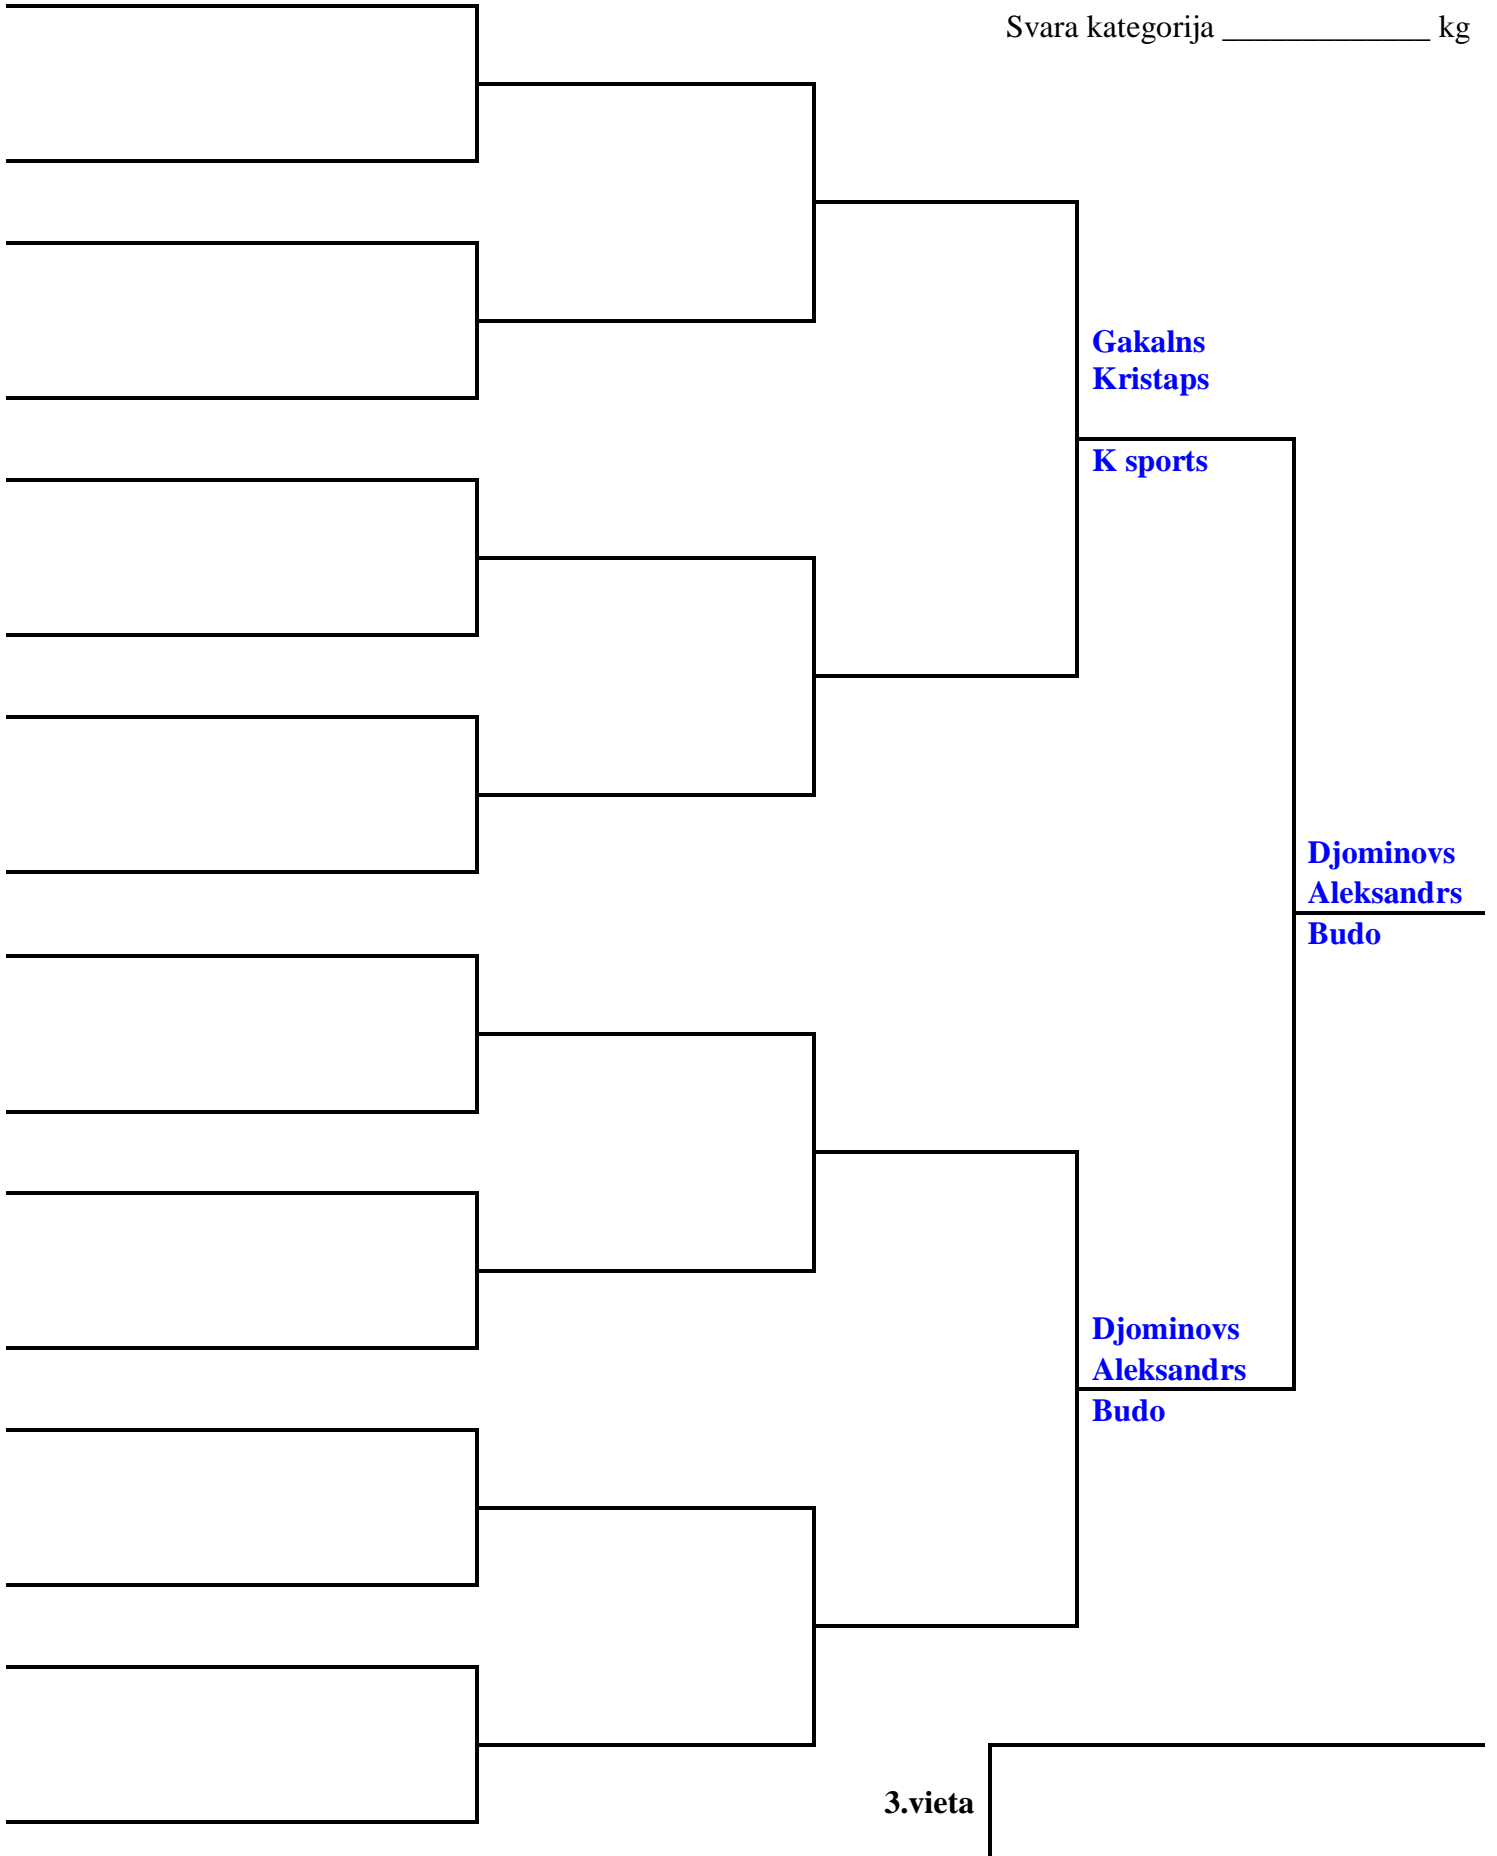 Svara kategorija _____________ kg
Gakalns
Kristaps
K sports
Djominovs
Aleksandrs
Budo
Djominovs
Aleksandrs
Budo
3.vieta